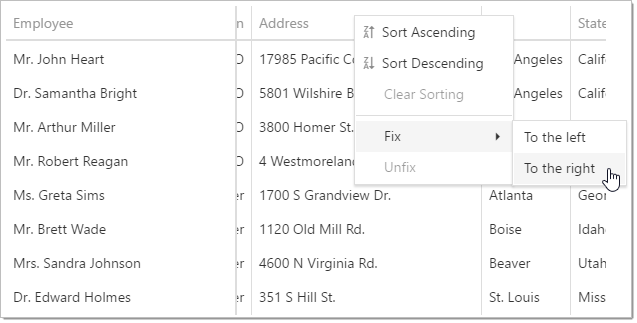 Employee n Address State
Sort Ascending
Mr. John Heart O 17985 Pacific Co Angeles Calif
Sort Descending
Dr. Samantha Bright O 5801 Wilshire B Angeles Calif
Clear Sorting
Mr. Arthur Miller O 3800 Homer St.
Fix To the left
Mr. Robert Reagan O 4 Westmoreland
Unfix To the right
Ms. Greta Sims er 1700 S Grandview Dr. Atlanta Geor
Mr. Brett Wade er 1120 Old Mill Rd. Boise Idaho
Mrs. Sandra Johnson er 4600 N Virginia Rd. Beaver Utah
Dr. Edward Holmes er 351 S Hill St. St. Louis Miss